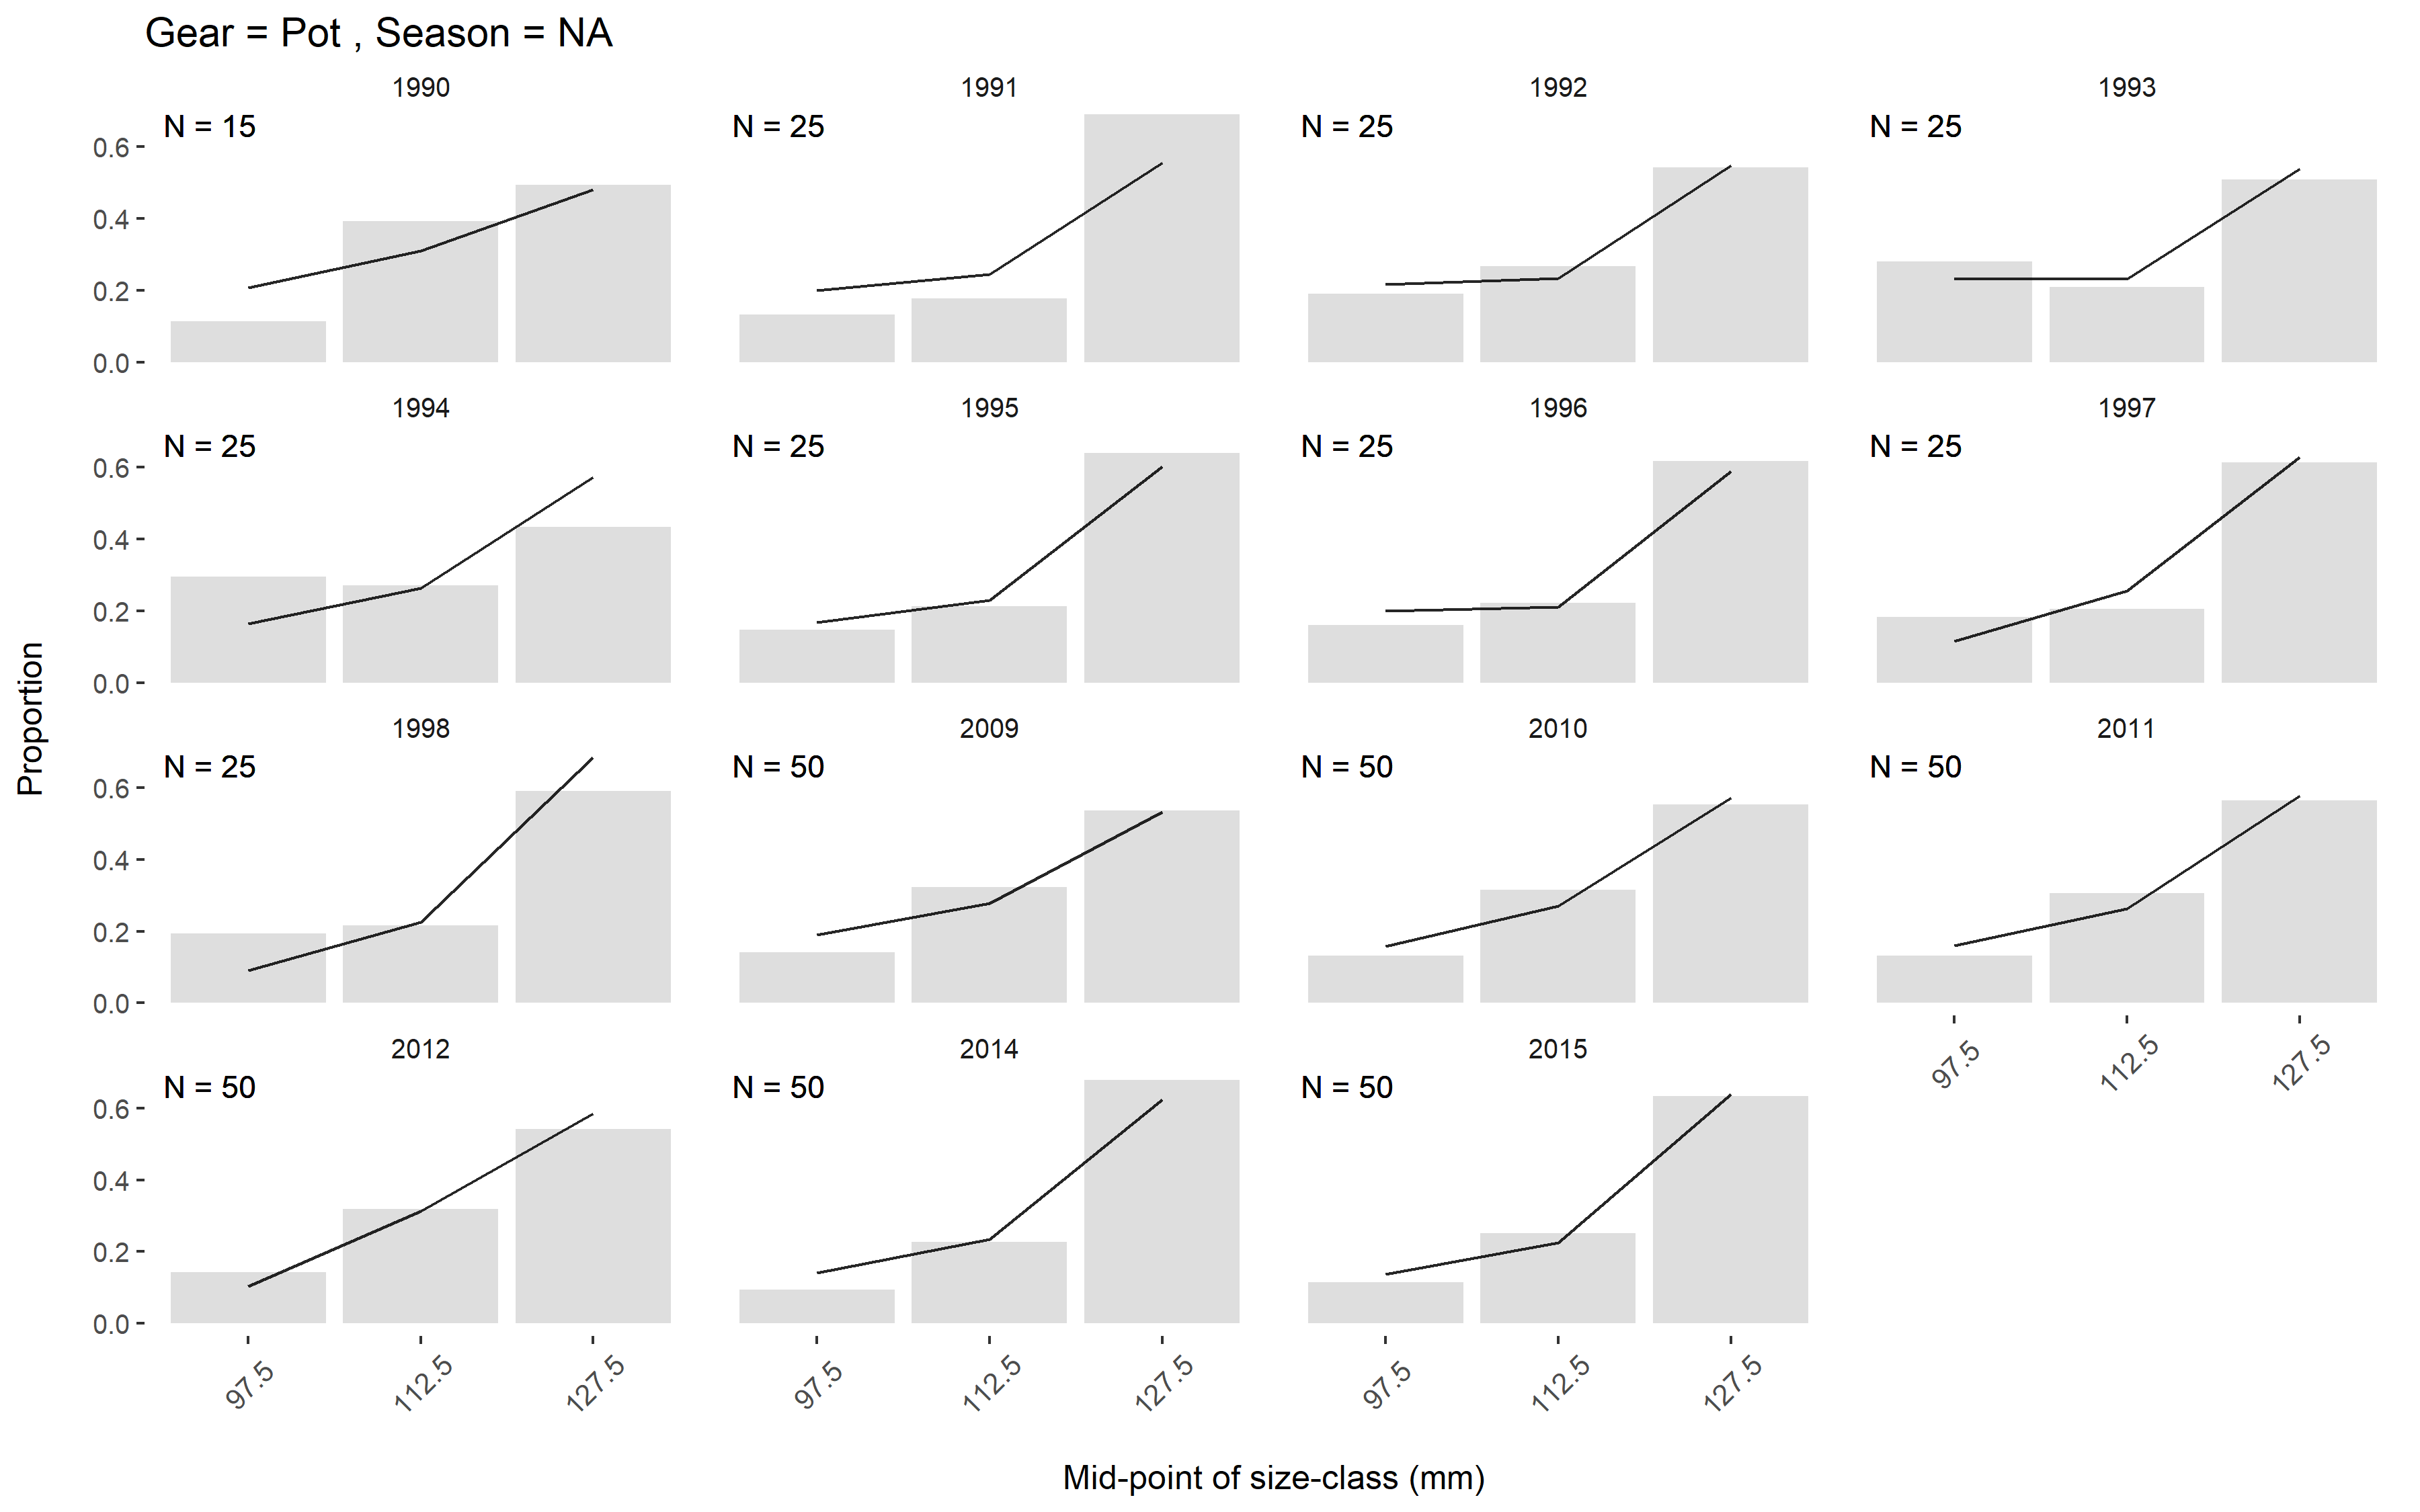 Gear = Pot , Season = NA
1990 1991 1992 1993
N = 15 N = 25 N = 25 N = 25
0.6
0.4
0.2
0.0
1994 1995 1996 1997
N = 25 N = 25 N = 25 N = 25
0.6
0.4
0.2
0.0
1998 2009 2010 2011
N = 25 N = 50 N = 50 N = 50
0.6
0.4
0.2
0.0
97.5 112.5 127.5
2012 2014 2015
N = 50 N = 50 N = 50
0.6
0.4
0.2
0.0
97.5 112.5 127.5 97.5 112.5 127.5 97.5 112.5 127.5
Proportion
Mid-point of size-class (mm)